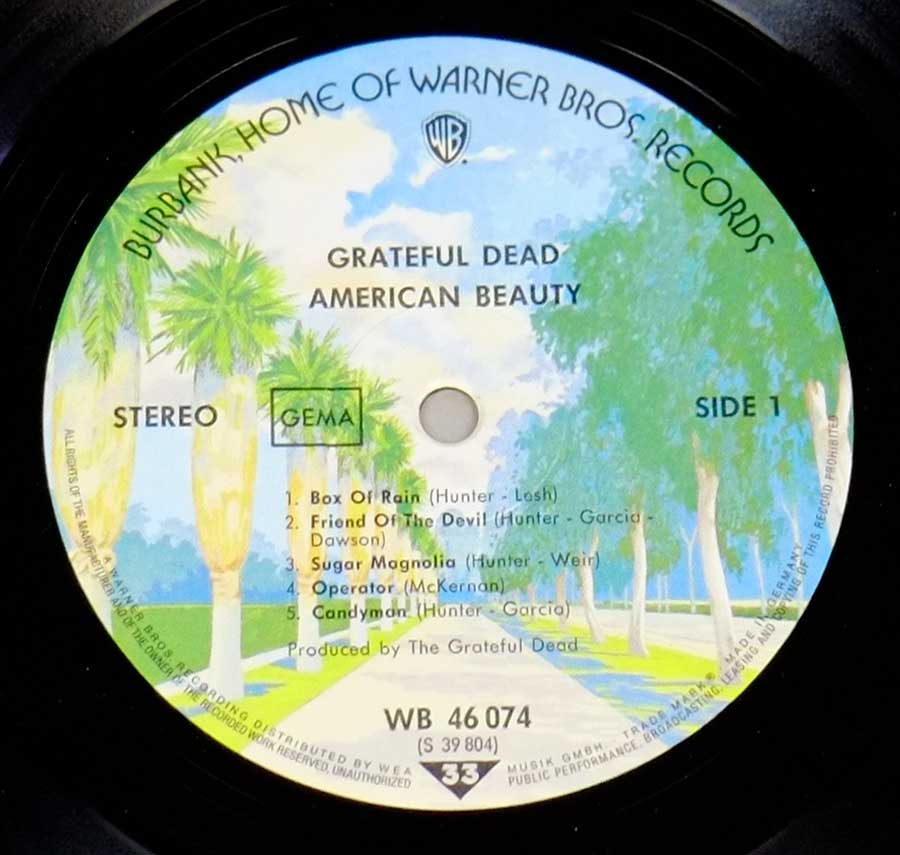 BURBANK, HOME OF WARNER BROS. RECORDS
WB
GRATEFUL DEAD
AMERICAN BEAUTY
STEREO
GEMA
SIDE 1
1. Box Of Rain (Hunter - Lesh)
2. Friend Of The Devil (Hunter - Garcia -
Dawson)
3. Sugar Magnolia (Hunter - Weir)
4. Operator (McKernan)
5. Candyman (Hunter - Garcia)
Produced by The Grateful Dead
WB 46 074
(S 39 804)
33
A WARNER BROS. RECORDING DISTRIBUTED BY WEA MUSIK GMBH. TRADE MARK® MADE IN GERMANY
ALL RIGHTS OF THE MANUFACTURER AND OF THE OWNER OF THE RECORDED WORK RESERVED, UNAUTHORIZED PUBLIC PERFORMANCE, BROADCASTING, LEASING AND COPYING OF THIS RECORD PROHIBITED